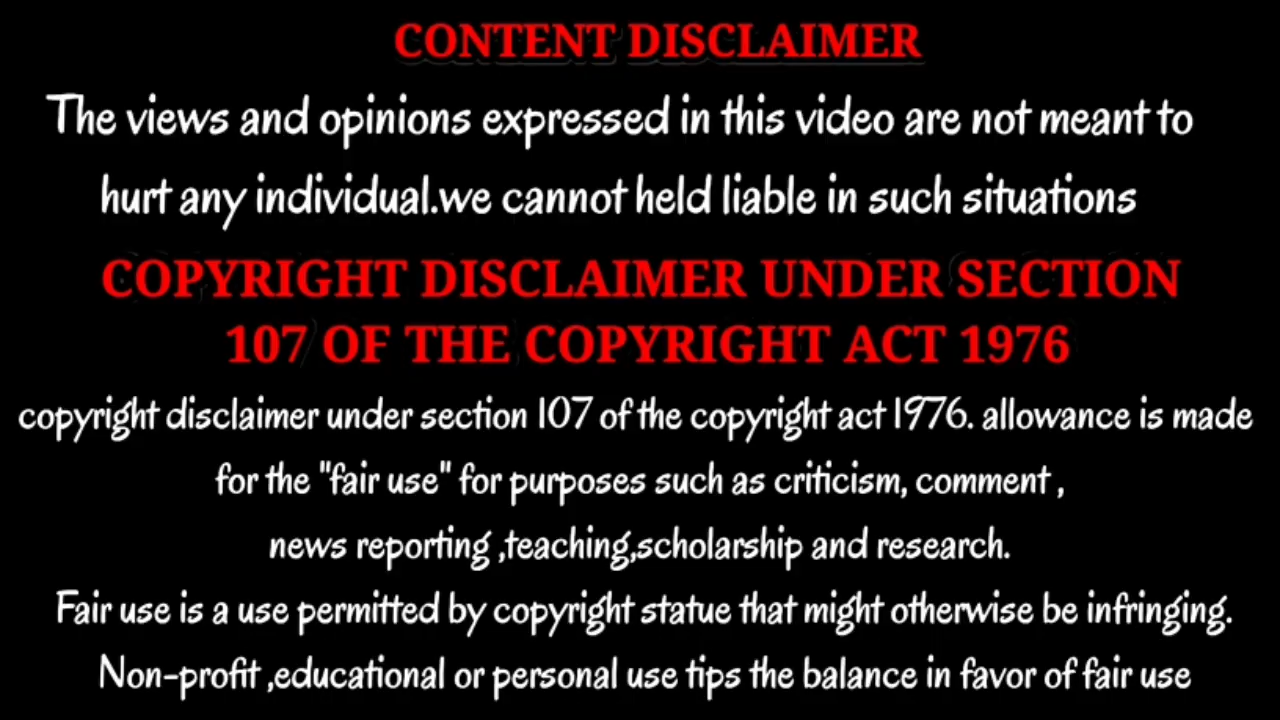 CONTENT DISCLAIMER
The views and opinions expressed in this video are not meant to
hurt any individual.we cannot held liable in such situations
COPYRIGHT DISCLAIMER UNDER SECTION
107 OF THE COPYRIGHT ACT 1976
copyright disclaimer under section 107 of the copyright act 1976. allowance is made
for the "fair use" for purposes such as criticism, comment ,
news reporting ,teaching,scholarship and research.
Fair use is a use permitted by copyright statue that might otherwise be infringing.
Non-profit ,educational or personal use tips the balance in favor of fair use